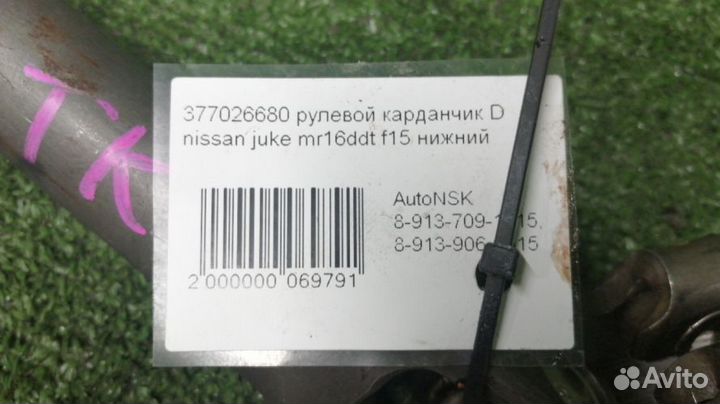 TK
377026680 рулевой карданчик D
nissan juke mr16ddt f15 нижний
AutoNSK
8-913-709-
8-913-906-
2 000000 069791
Avito